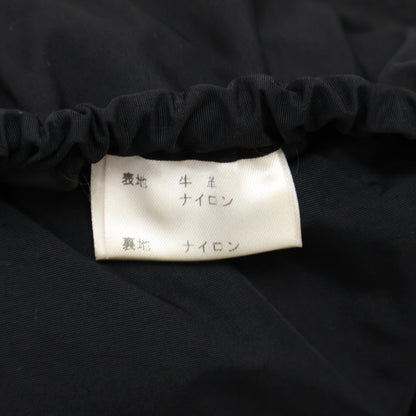 表地 牛革
ナイロン
裏地 ナイロン